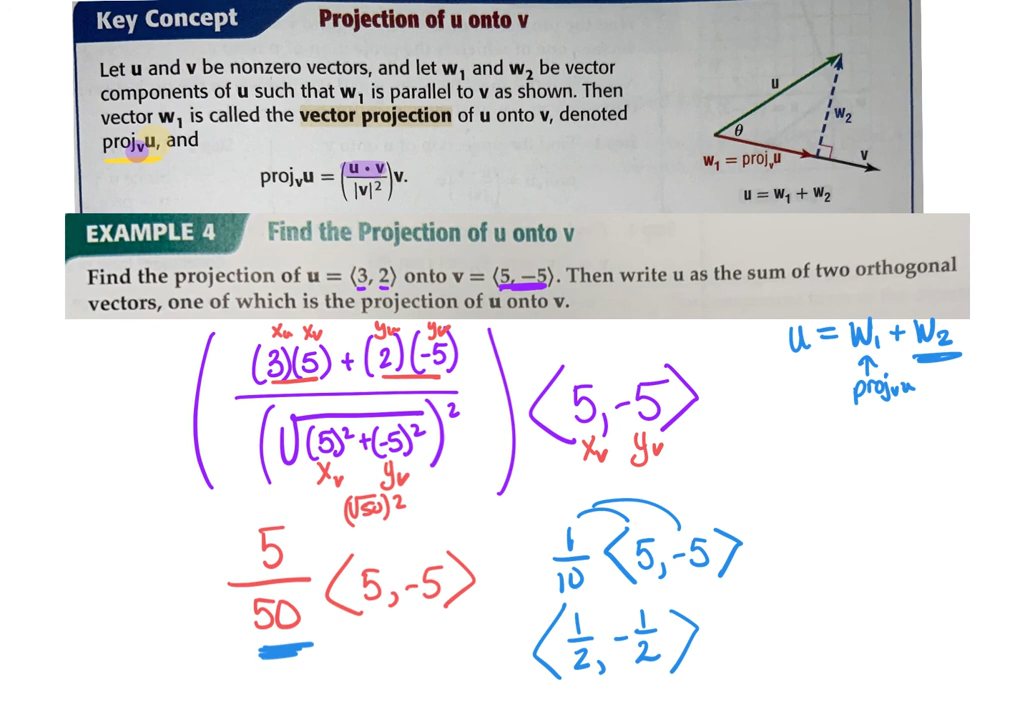 Key Concept Projection of u onto v
Let u and v be nonzero vectors, and let w₁ and w₂ be vector
components of u such that w₁ is parallel to v as shown. Then
vector w₁ is called the vector projection of u onto v, denoted
projᵥu, and
projᵥu = (u • v / |v|²)v.
u
θ
w₂
w₁ = projᵥu
v
u = w₁ + w₂
EXAMPLE 4 Find the Projection of u onto v
Find the projection of u = ⟨3, 2⟩ onto v = ⟨5, −5⟩. Then write u as the sum of two orthogonal
vectors, one of which is the projection of u onto v.
xᵤ xᵥ yᵤ yᵥ
(3)(5) + (2)(-5)
(√(5)² + (-5)²)²
xᵥ yᵥ
(√50)²
⟨5, -5⟩
xᵥ yᵥ
u = w₁ + w₂
↑
projᵥu
5/50 ⟨5, -5⟩
1/10 ⟨5, -5⟩
⟨1/2, -1/2⟩